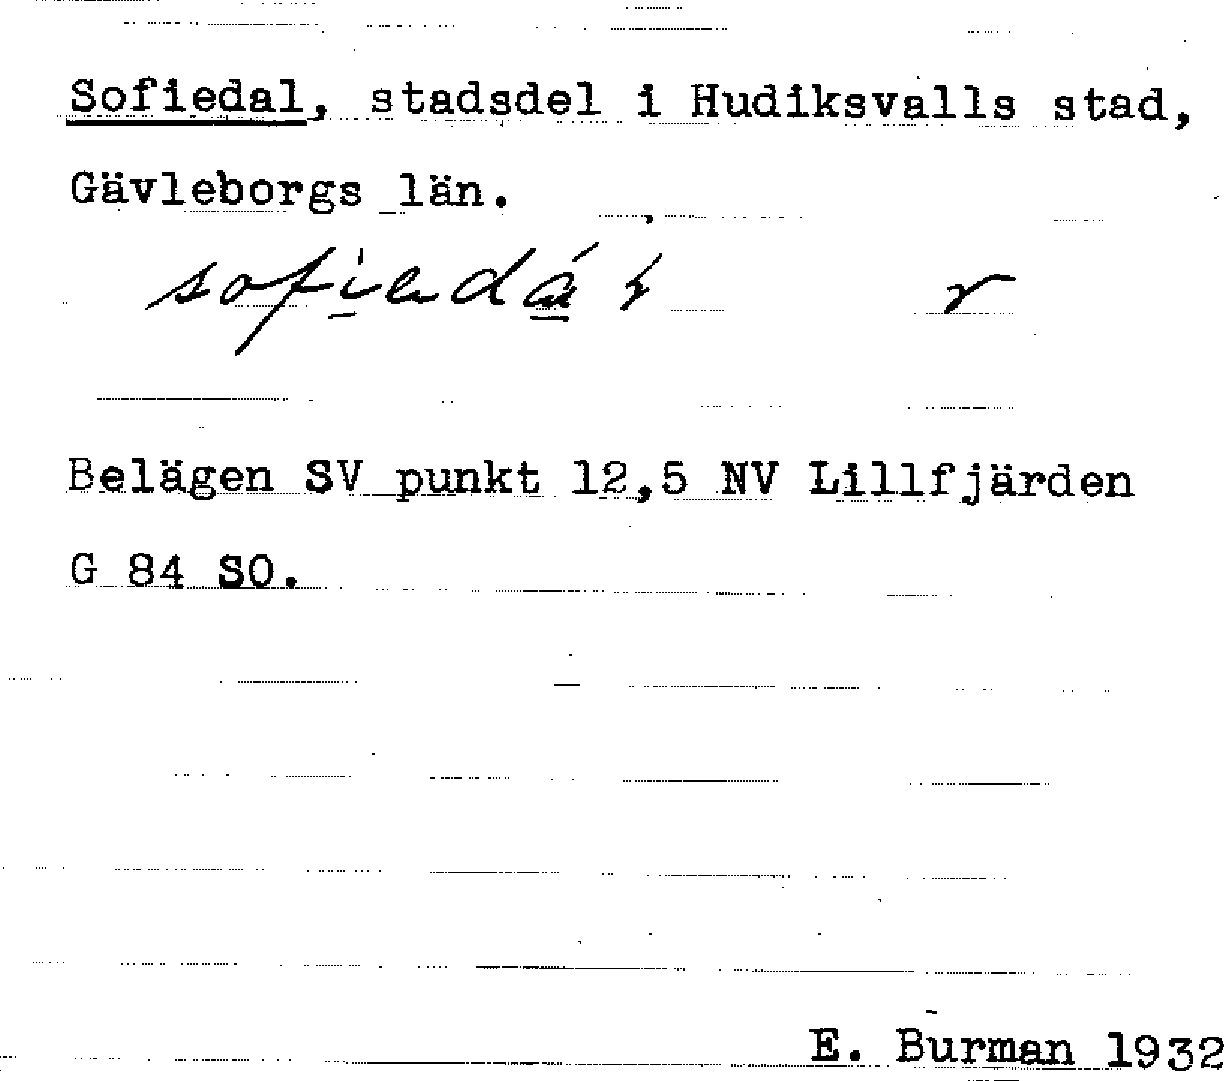 Sofiedal, stadsdel i Hudiksvalls stad,
Gävleborgs län.
Belägen SV punkt 12,5 NV Lillfjärden
G 84 SO.
E. Burman 1932